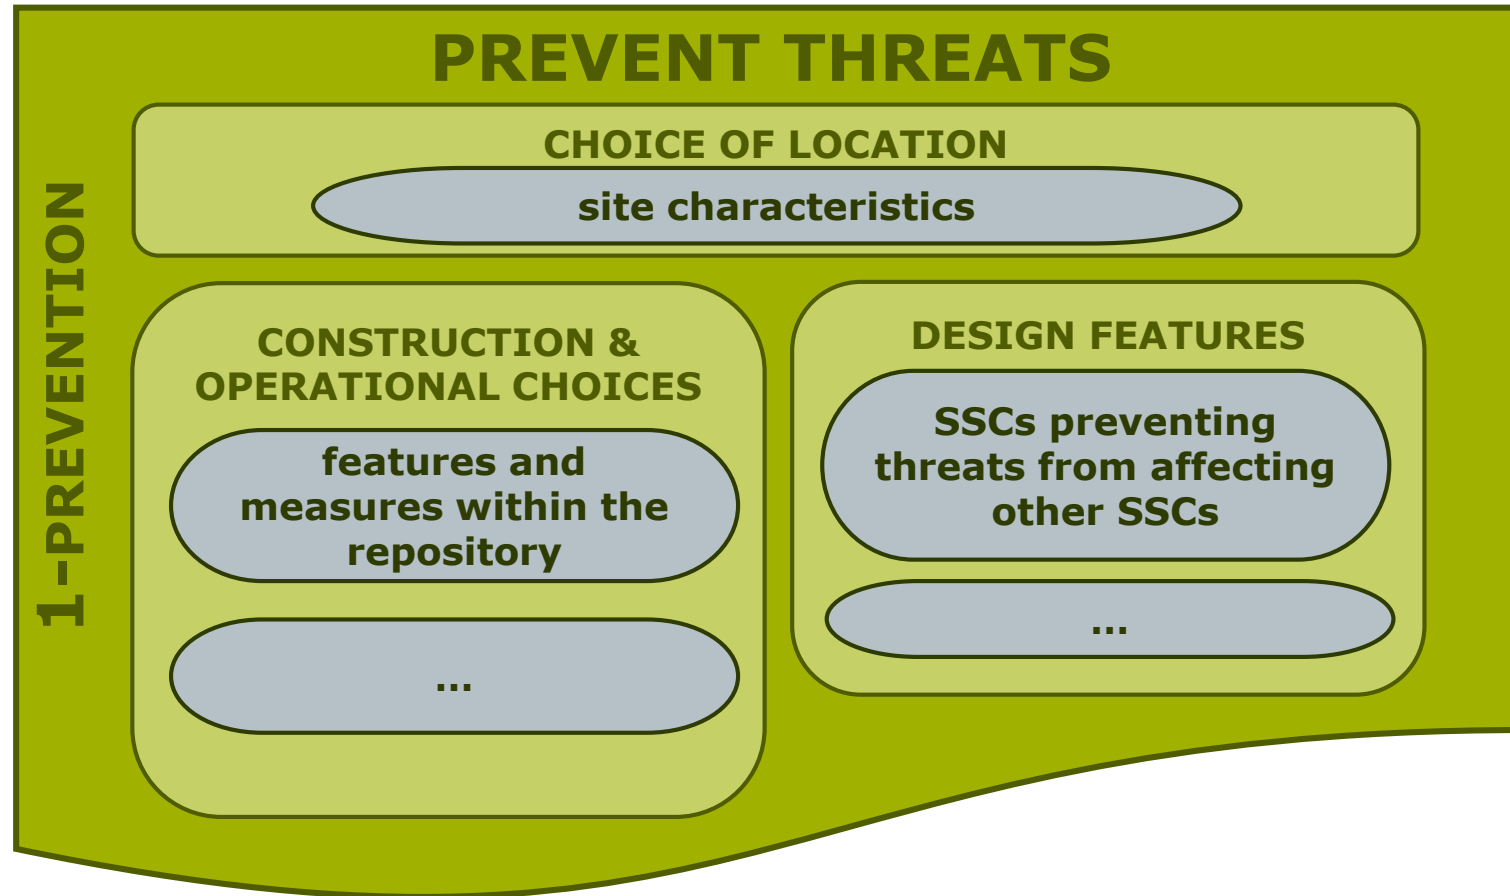 PREVENT THREATS
1-PREVENTION
CHOICE OF LOCATION
site characteristics
CONSTRUCTION &
OPERATIONAL CHOICES
features and
measures within the
repository
...
DESIGN FEATURES
SSCs preventing
threats from affecting
other SSCs
...